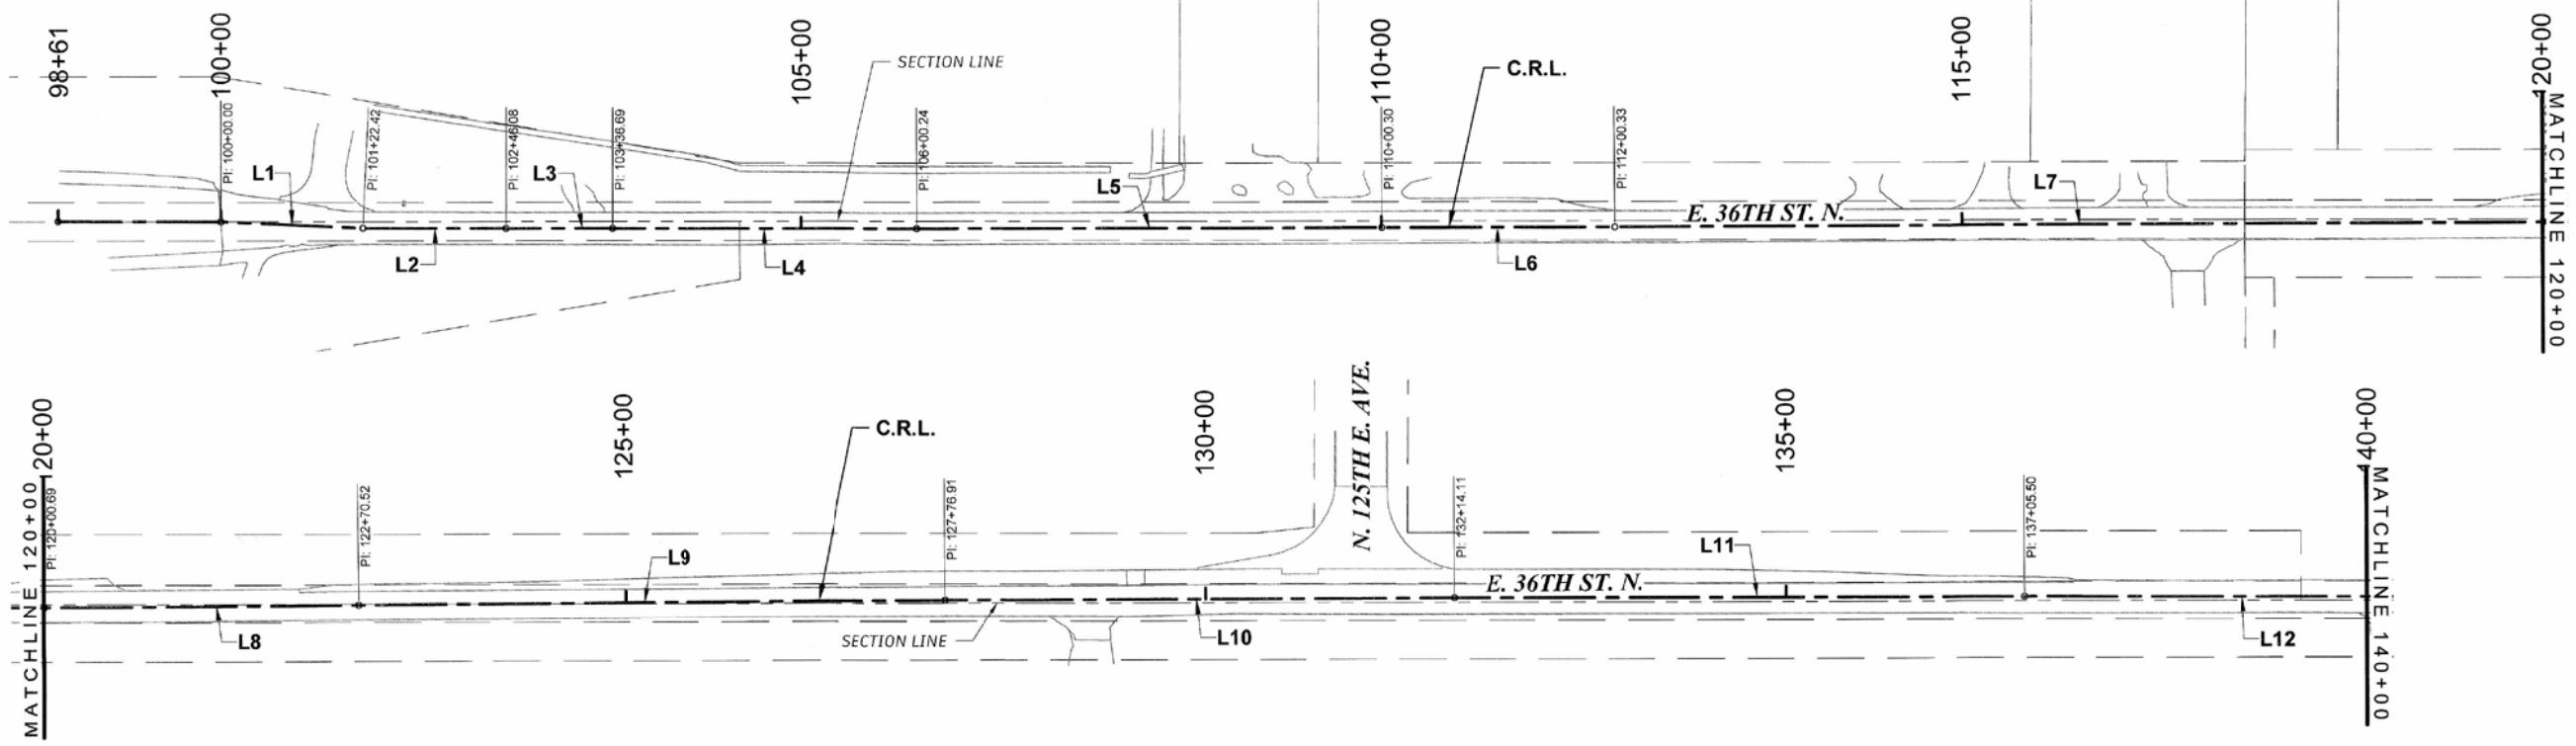 98+61
100+00
105+00
110+00
115+00
120+00
SECTION LINE
C.R.L.
PI: 100+00.00
PI: 101+22.42
PI: 102+46.08
PI: 103+36.69
PI: 106+00.24
PI: 110+00.30
PI: 112+00.33
MATCHLINE 120+00
L1
L3
L5
L7
E. 36TH ST. N.
L2
L4
L6
120+00
125+00
130+00
135+00
140+00
N. 125TH E. AVE.
C.R.L.
MATCHLINE 120+00
PI: 120+00.69
PI: 122+70.52
PI: 127+76.91
PI: 132+14.11
PI: 137+05.50
MATCHLINE 140+00
L9
L11
E. 36TH ST. N.
L8
SECTION LINE
L10
L12